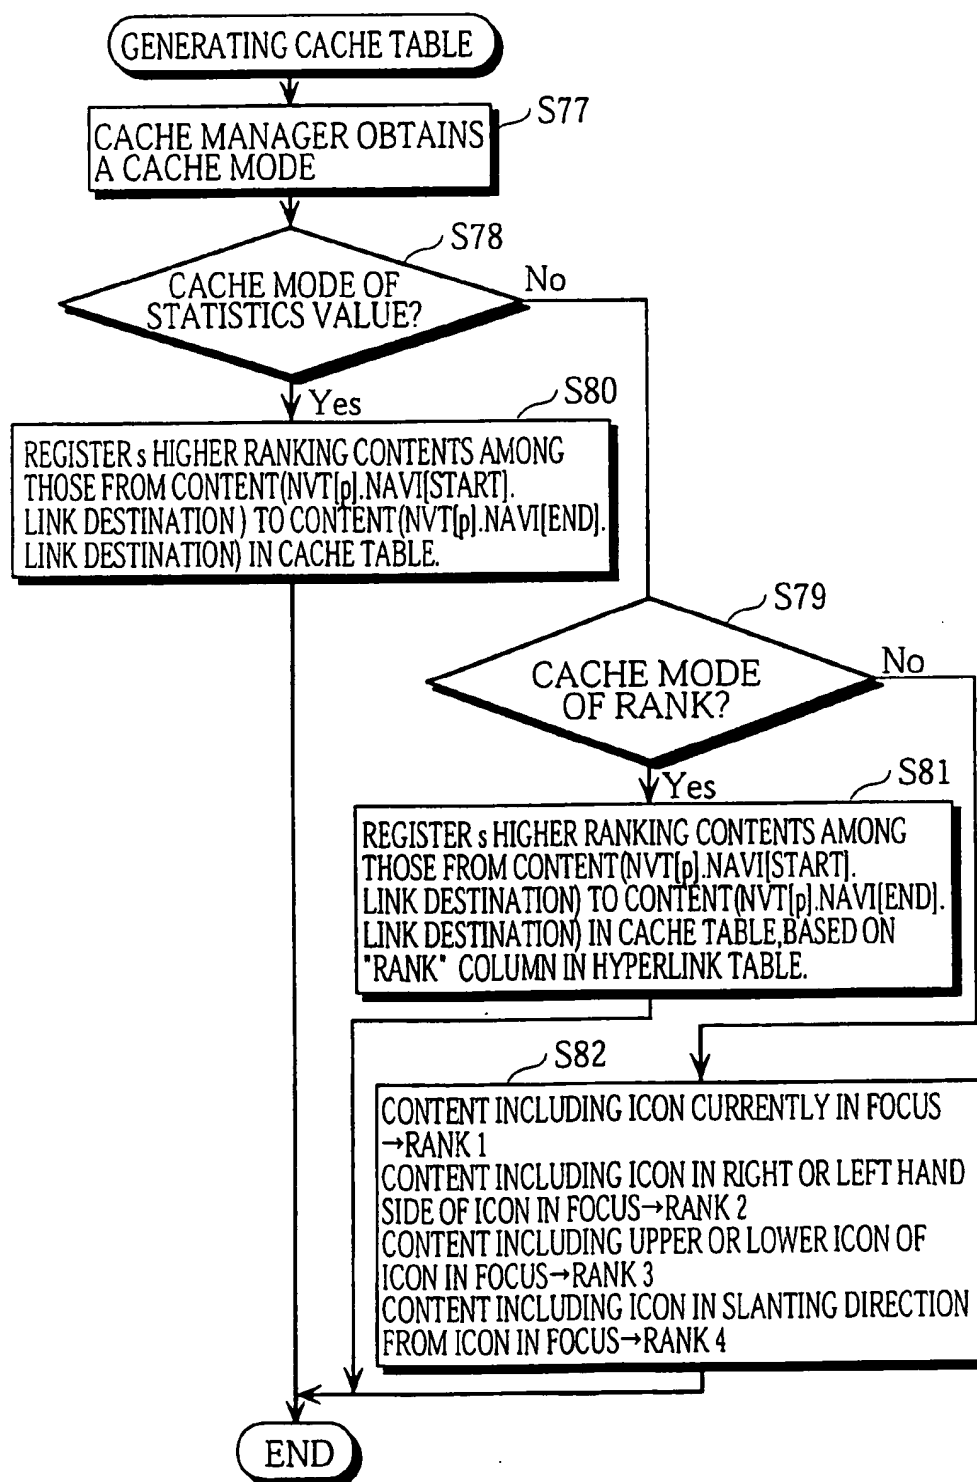 GENERATING CACHE TABLE
S77
CACHE MANAGER OBTAINS
A CACHE MODE
S78
CACHE MODE OF
STATISTICS VALUE?
No
Yes
S80
REGISTER s HIGHER RANKING CONTENTS AMONG
THOSE FROM CONTENT(NVT[p].NAVI[START].
LINK DESTINATION ) TO CONTENT(NVT[p].NAVI[END].
LINK DESTINATION) IN CACHE TABLE.
S79
CACHE MODE
OF RANK?
No
Yes
S81
REGISTER s HIGHER RANKING CONTENTS AMONG
THOSE FROM CONTENT(NVT[p].NAVI[START].
LINK DESTINATION) TO CONTENT(NVT[p].NAVI[END].
LINK DESTINATION) IN CACHE TABLE,BASED ON
"RANK" COLUMN IN HYPERLINK TABLE.
S82
CONTENT INCLUDING ICON CURRENTLY IN FOCUS
→RANK 1
CONTENT INCLUDING ICON IN RIGHT OR LEFT HAND
SIDE OF ICON IN FOCUS→RANK 2
CONTENT INCLUDING UPPER OR LOWER ICON OF
ICON IN FOCUS→RANK 3
CONTENT INCLUDING ICON IN SLANTING DIRECTION
FROM ICON IN FOCUS→RANK 4
END